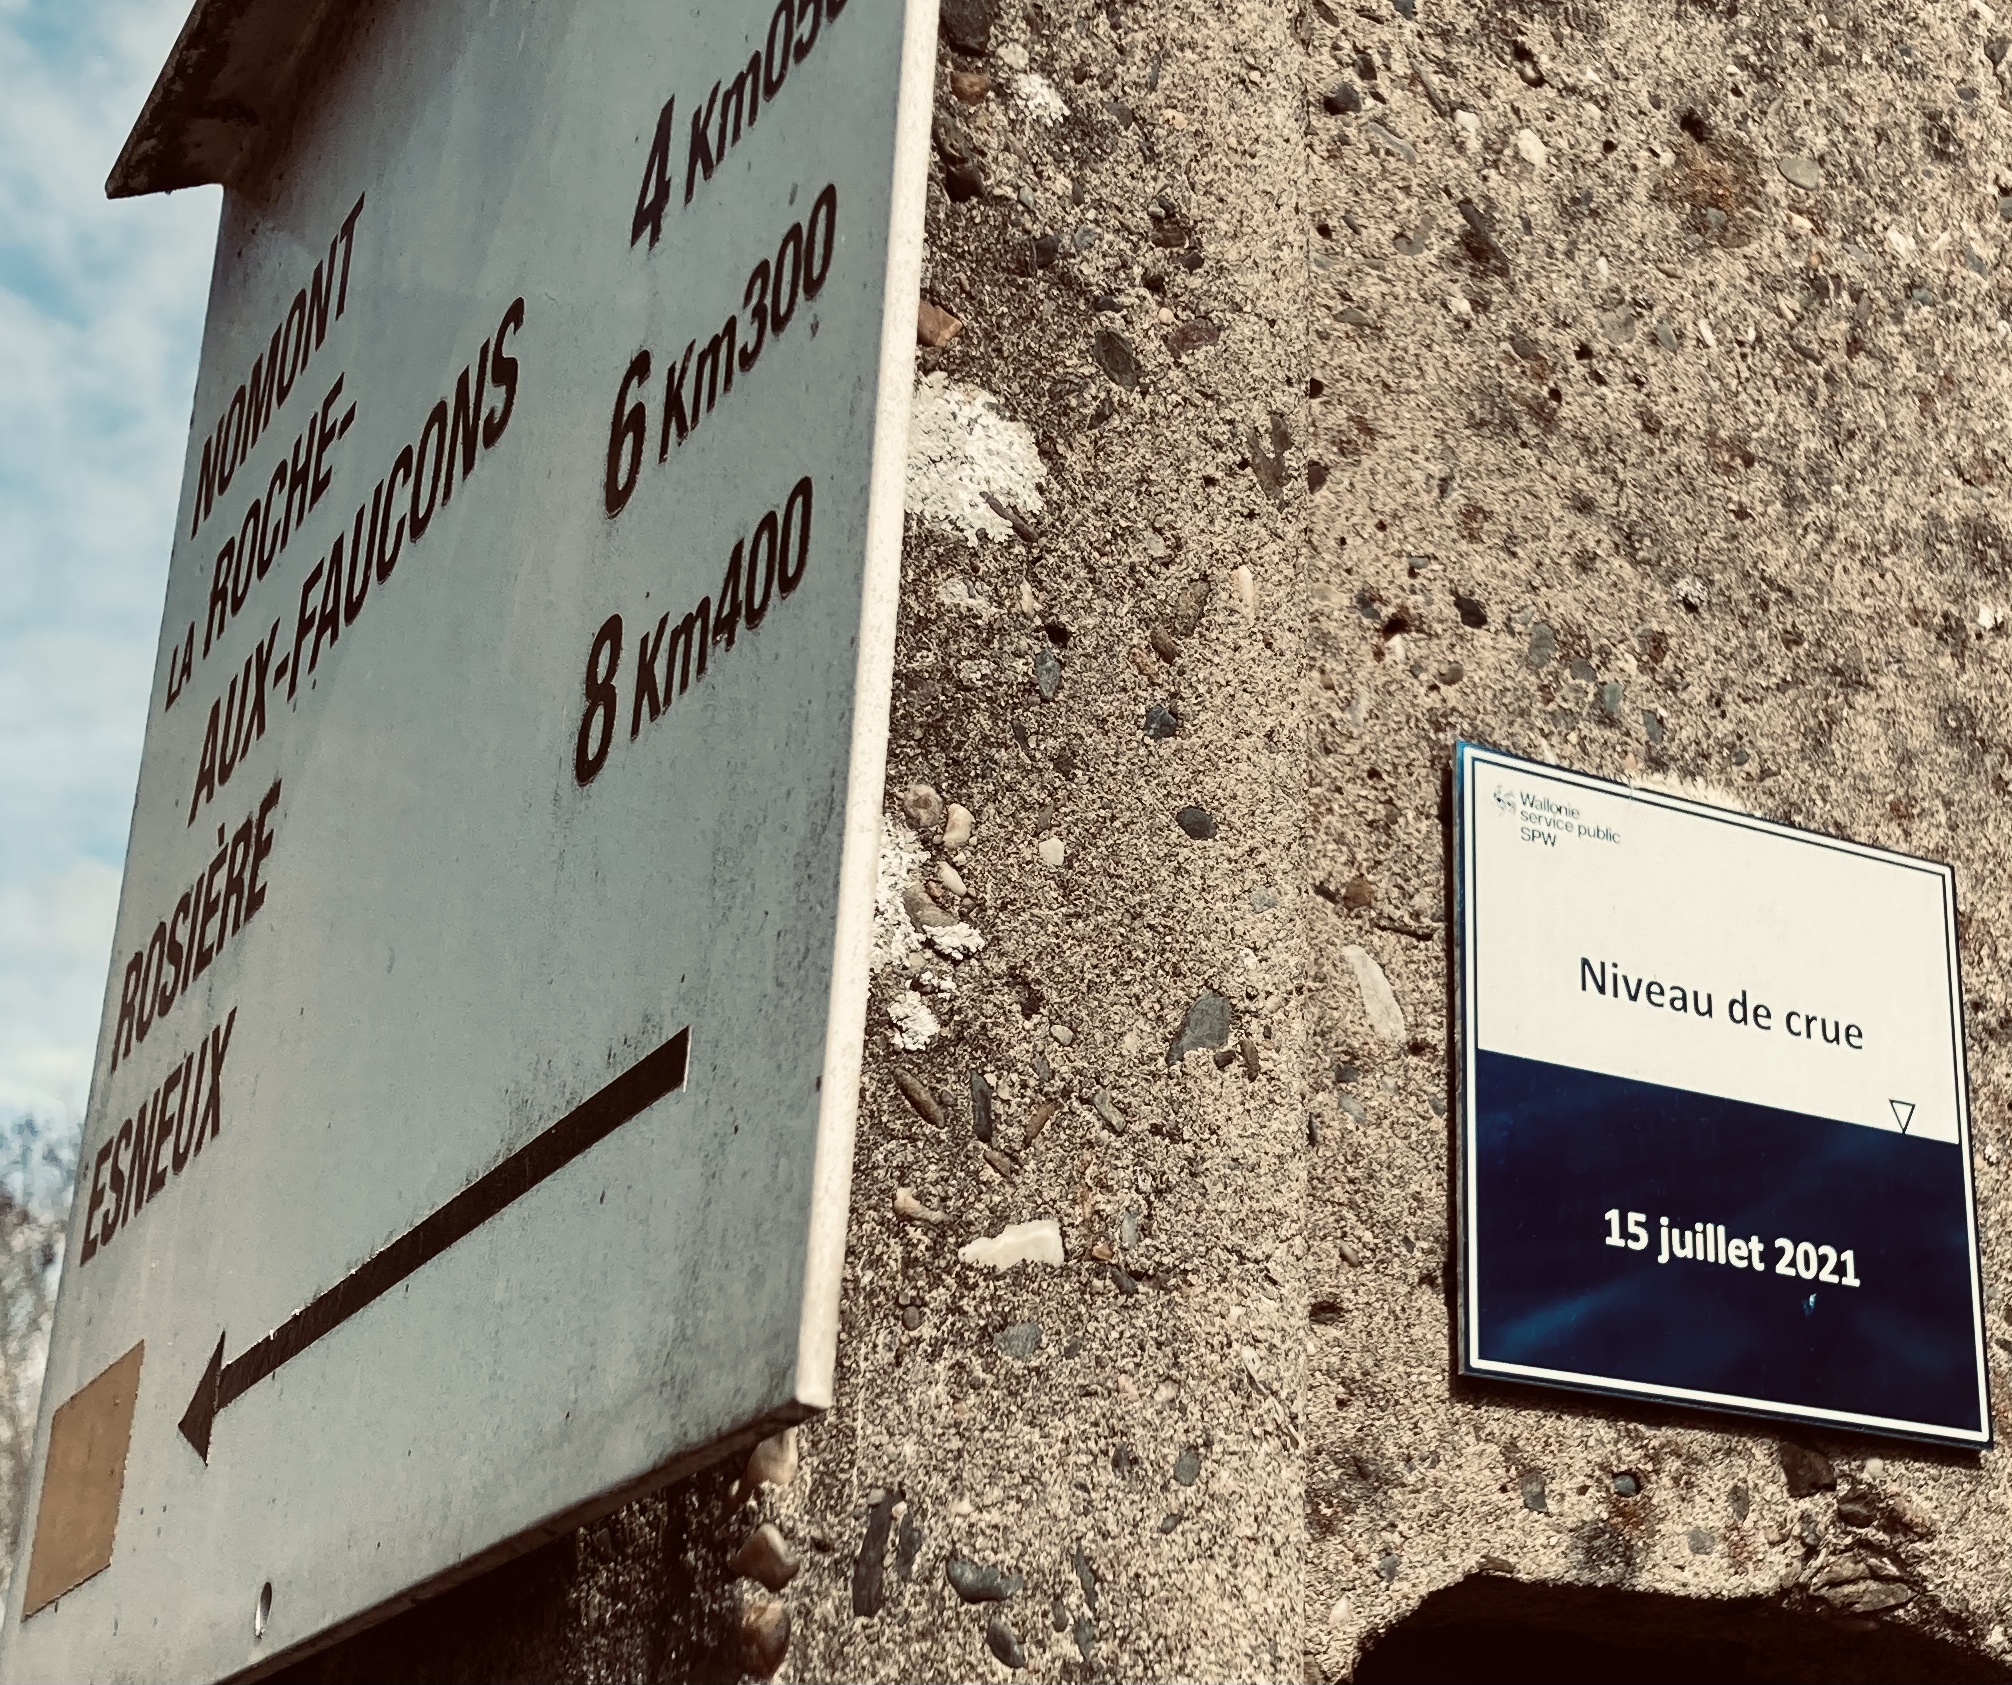 NOMONT
LA ROCHE-
AUX-FAUCONS
ROSIÈRE
ESNEUX
4 Km050
6 Km300
8 Km400
Wallonie
service public
SPW
Niveau de crue
15 juillet 2021